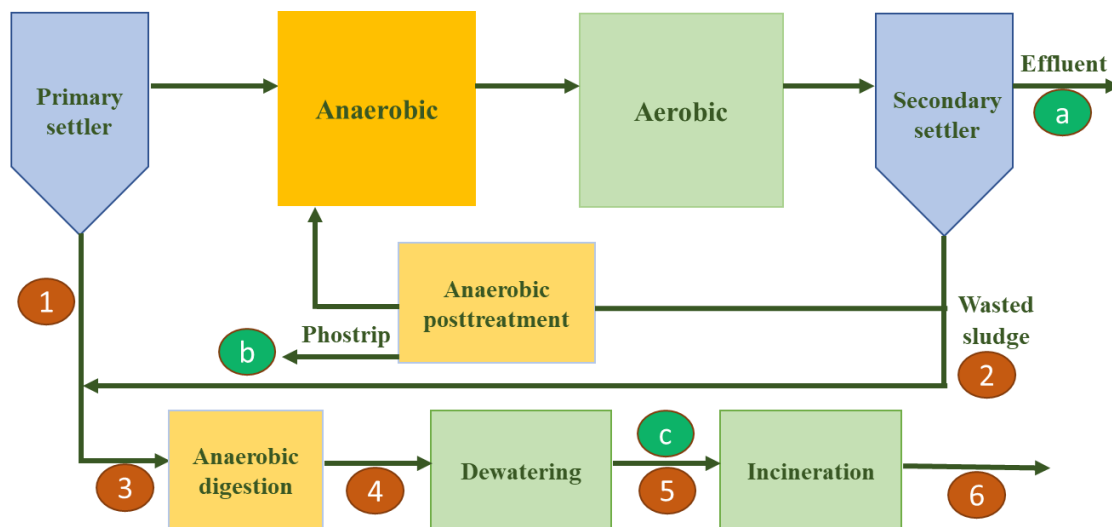 Primary
settler
Anaerobic
Aerobic
Secondary
settler
Effluent
a
1
Anaerobic
posttreatment
Phostrip
b
Wasted
sludge
2
Anaerobic
digestion
3
4
Dewatering
c
5
Incineration
6